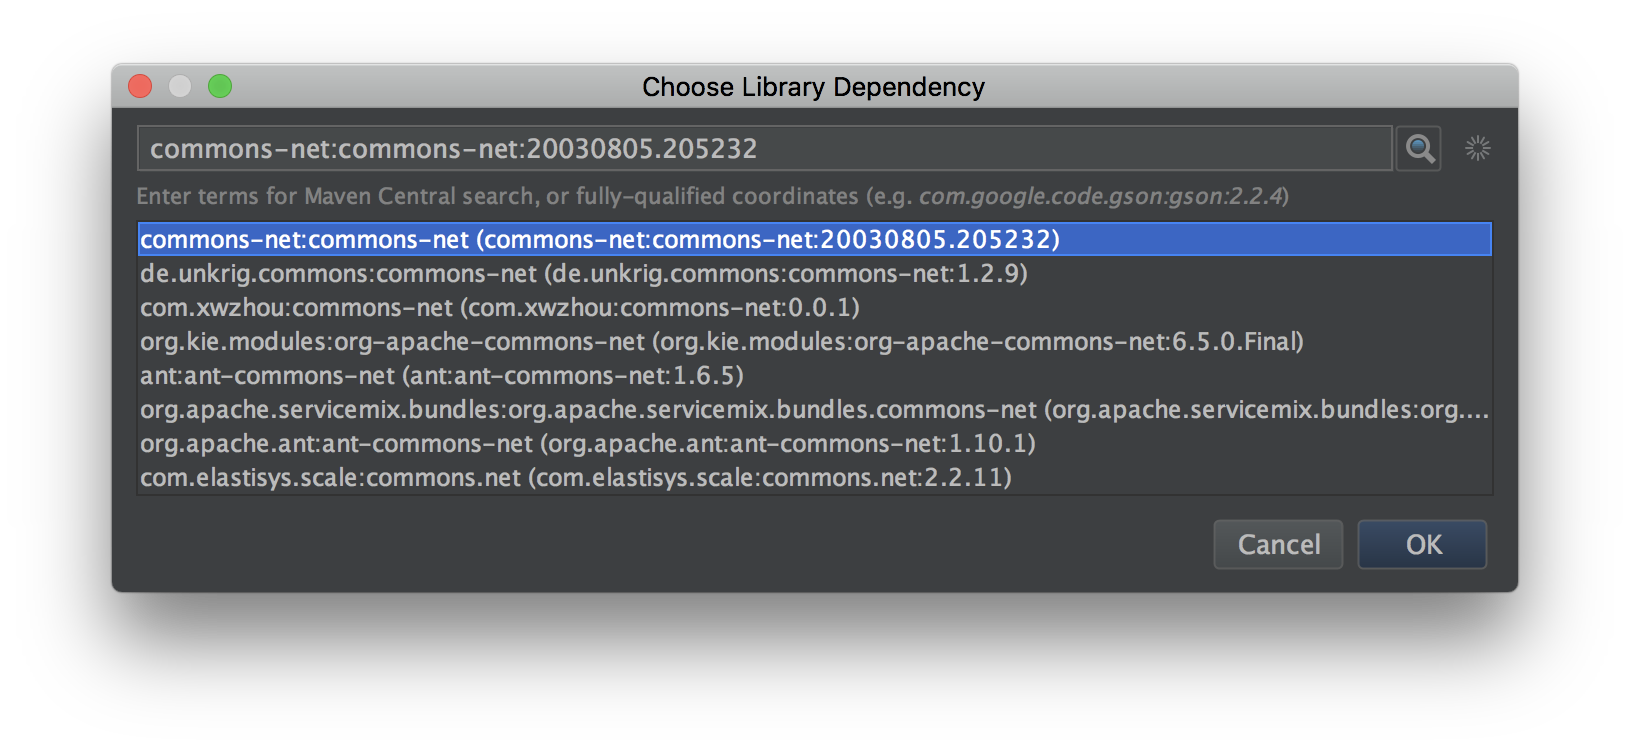 Choose Library Dependency
commons-net:commons-net:20030805.205232
Enter terms for Maven Central search, or fully-qualified coordinates (e.g. com.google.code.gson:gson:2.2.4)
commons-net:commons-net (commons-net:commons-net:20030805.205232)
de.unkrig.commons:commons-net (de.unkrig.commons:commons-net:1.2.9)
com.xwzhou:commons-net (com.xwzhou:commons-net:0.0.1)
org.kie.modules:org-apache-commons-net (org.kie.modules:org-apache-commons-net:6.5.0.Final)
ant:ant-commons-net (ant:ant-commons-net:1.6.5)
org.apache.servicemix.bundles:org.apache.servicemix.bundles.commons-net (org.apache.servicemix.bundles:org....
org.apache.ant:ant-commons-net (org.apache.ant:ant-commons-net:1.10.1)
com.elastisys.scale:commons.net (com.elastisys.scale:commons.net:2.2.11)
Cancel OK